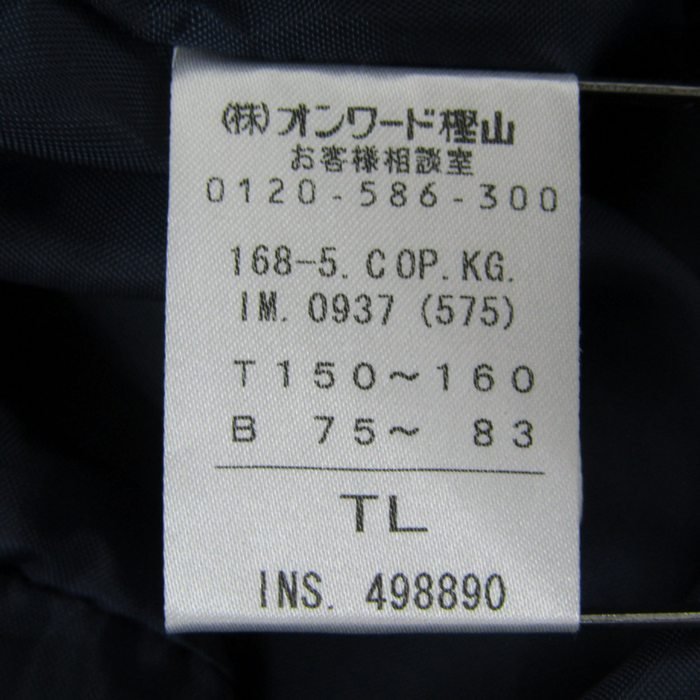 (株)オンワード樫山
お客様相談室
0120-586-300
168-5. COP. KG.
IM. 0937 (575)
T 150～160
B 75～ 83
TL
INS. 498890